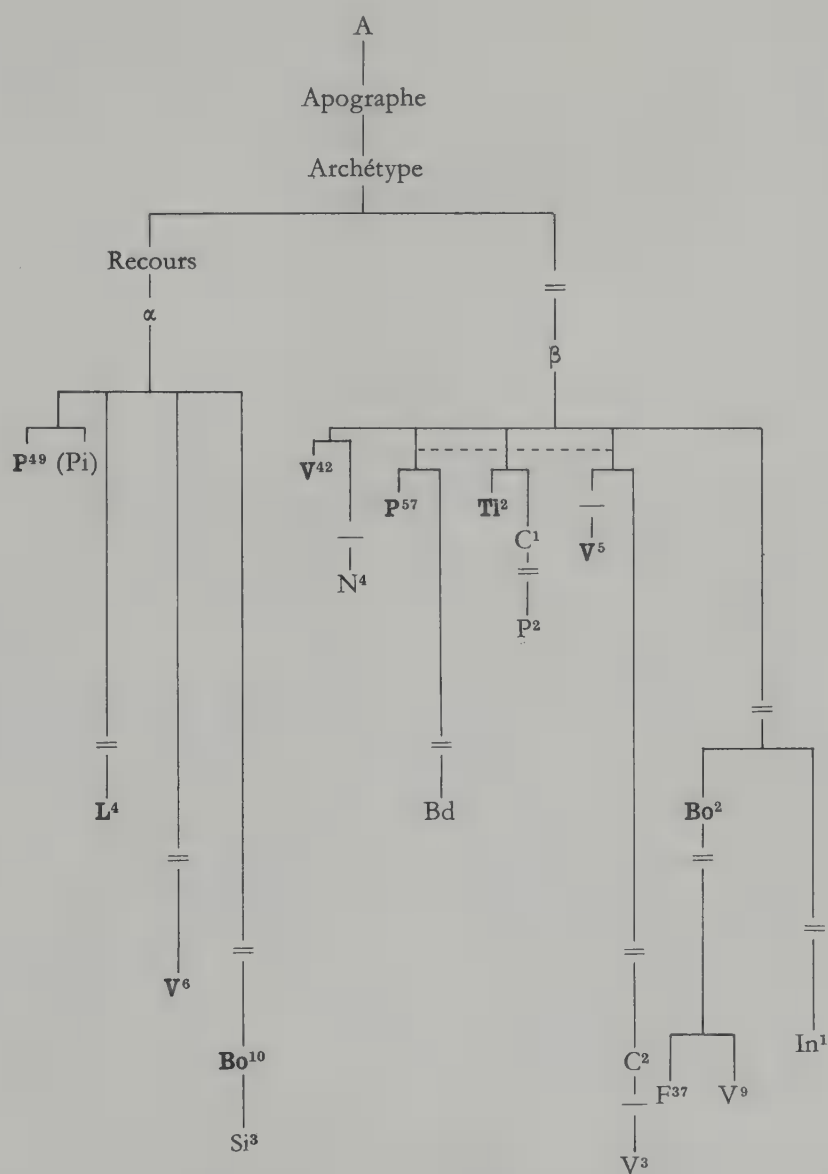 A
Apographe
Archétype
Recours
α
β
P⁴⁹ (Pi)
V⁴²
P⁵⁷
Ti²
C¹
V⁵
N⁴
P²
L⁴
Bd
Bo²
V⁶
Bo¹⁰
C²
In¹
F³⁷
V⁹
Si³
V³